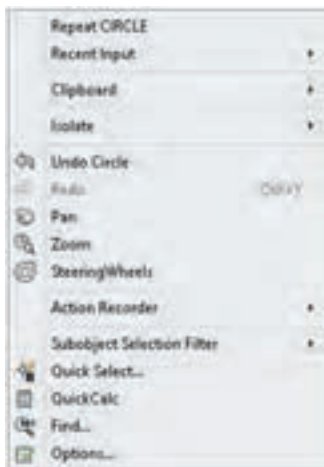 Repeat CIRCLE
Recent Input
Clipboard
Isolate
Undo Circle
Redo Ctrl+Y
Pan
Zoom
SteeringWheels
Action Recorder
Subobject Selection Filter
Quick Select...
QuickCalc
Find...
Options...